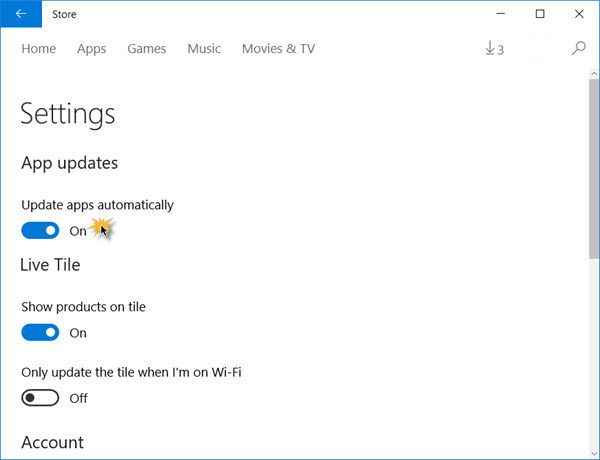 Store
Home Apps Games Music Movies & TV 3
Settings
App updates
Update apps automatically
On
Live Tile
Show products on tile
On
Only update the tile when I'm on Wi-Fi
Off
Account